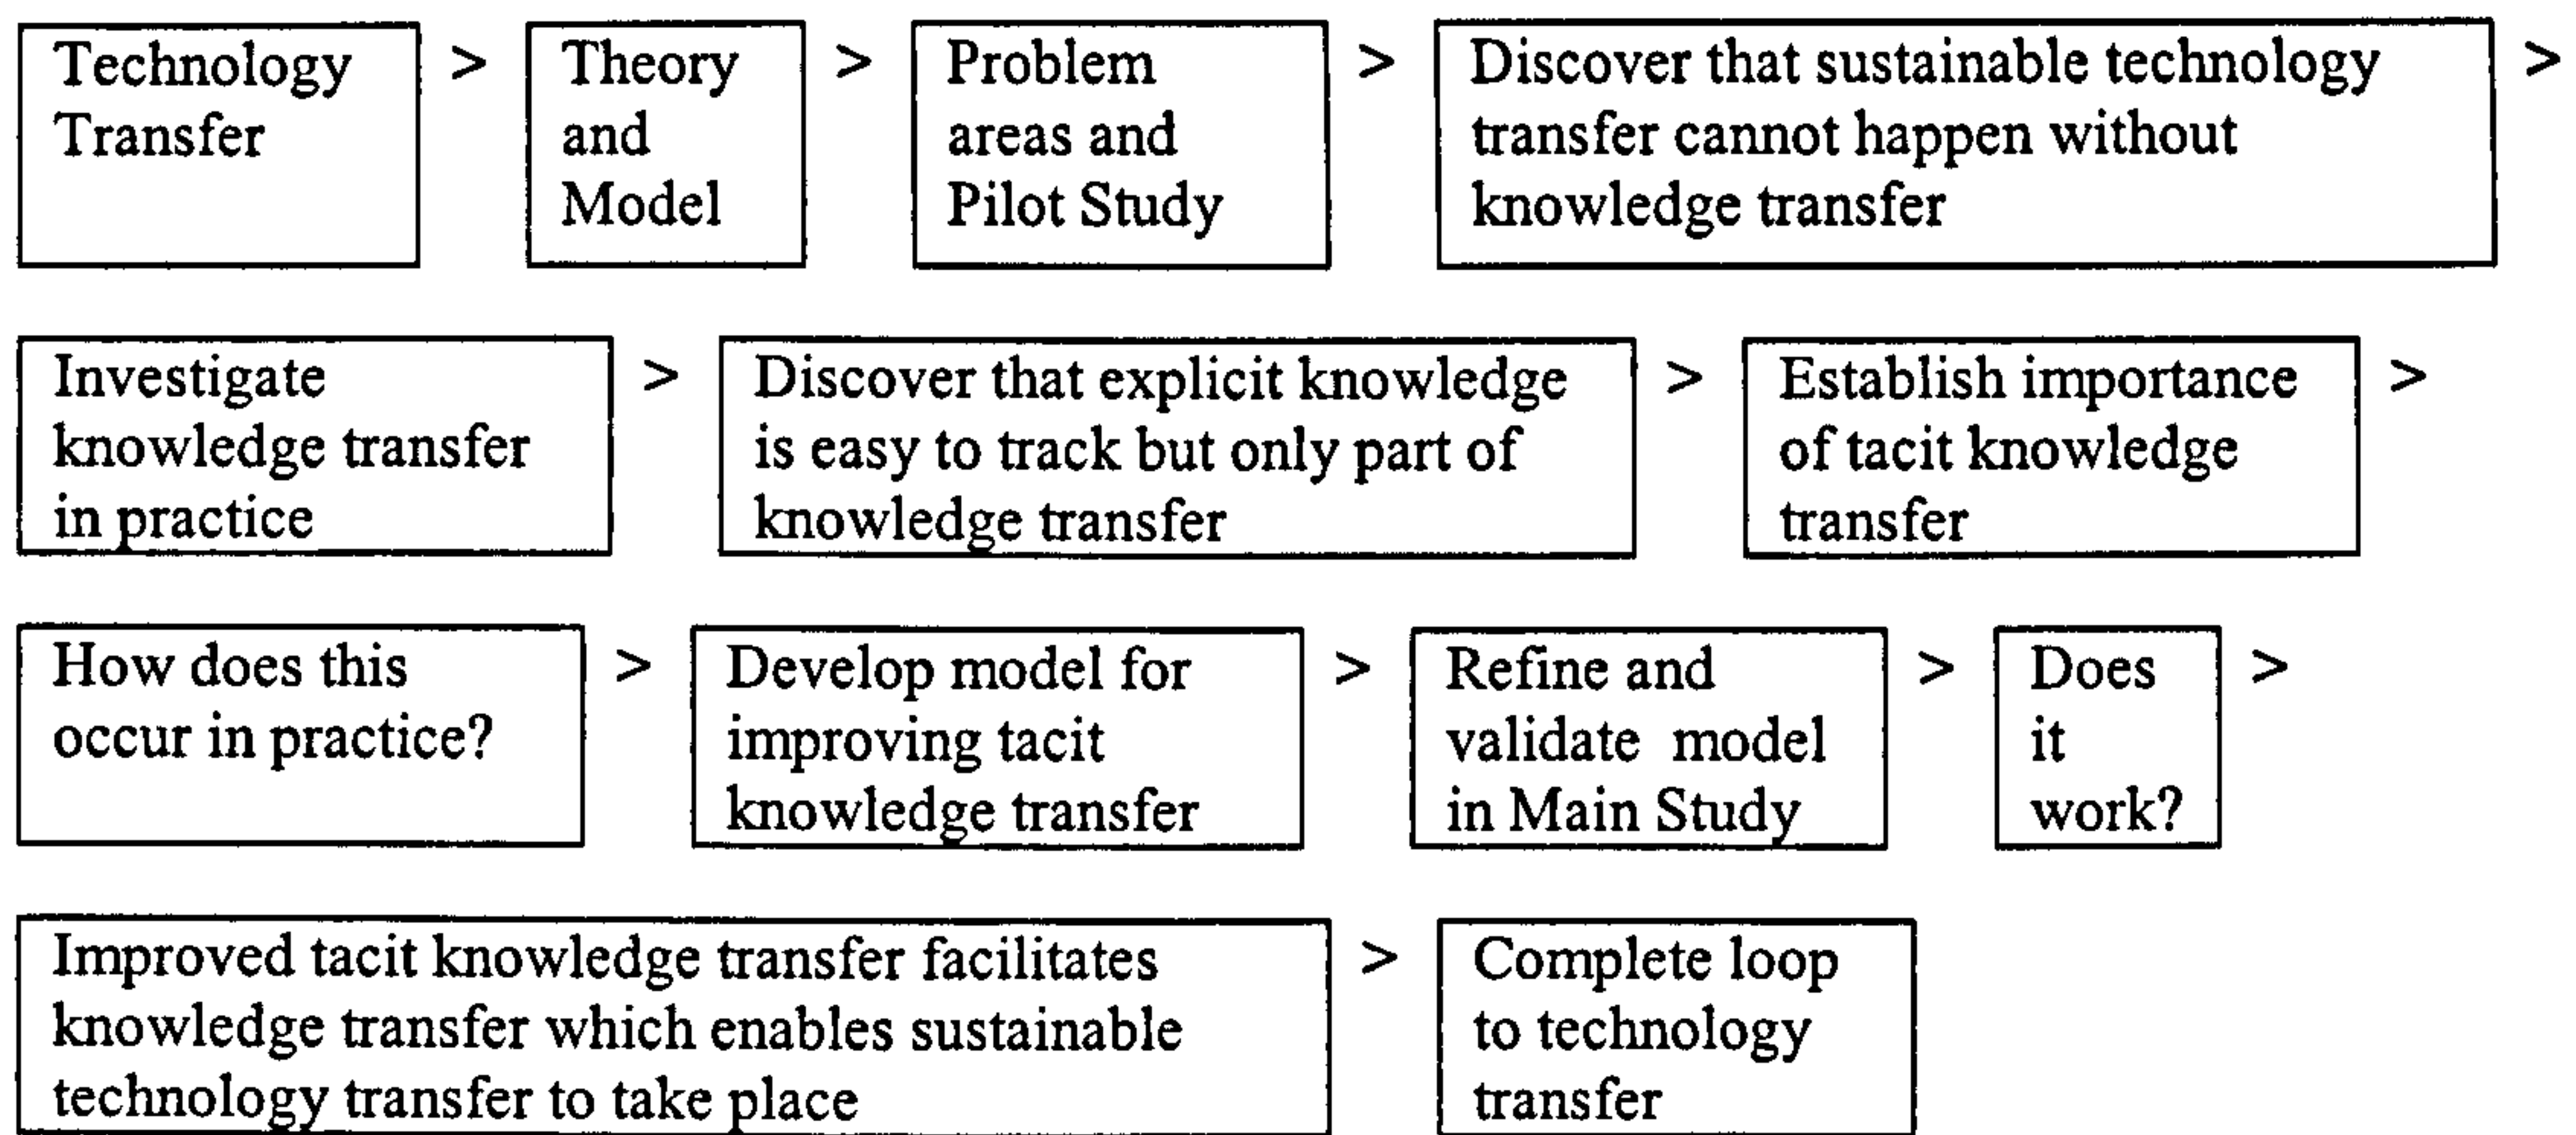 Technology
Transfer
>
Theory
and
Model
>
Problem
areas and
Pilot Study
>
Discover that sustainable technology
transfer cannot happen without
knowledge transfer
>
Investigate
knowledge transfer
in practice
>
Discover that explicit knowledge
is easy to track but only part of
knowledge transfer
>
Establish importance
of tacit knowledge
transfer
>
How does this
occur in practice?
>
Develop model for
improving tacit
knowledge transfer
>
Refine and
validate model
in Main Study
>
Does
it
work?
>
Improved tacit knowledge transfer facilitates
knowledge transfer which enables sustainable
technology transfer to take place
>
Complete loop
to technology
transfer